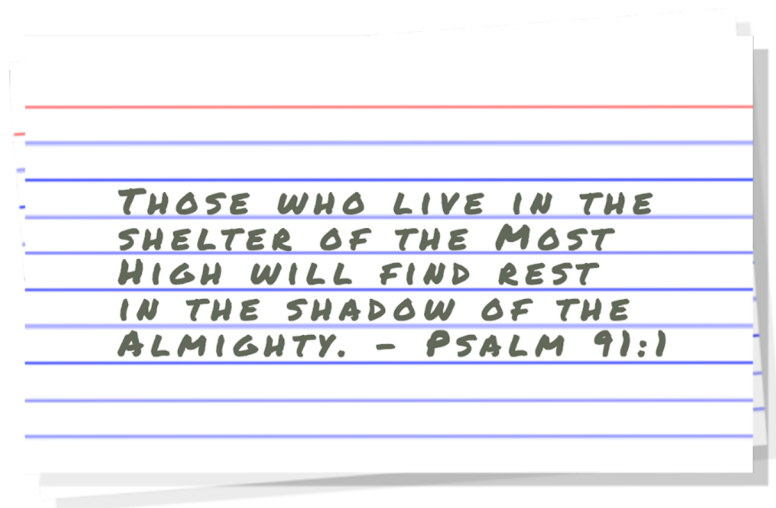 Those who live in the
shelter of the Most
High will find rest
in the shadow of the
Almighty. - Psalm 91:1